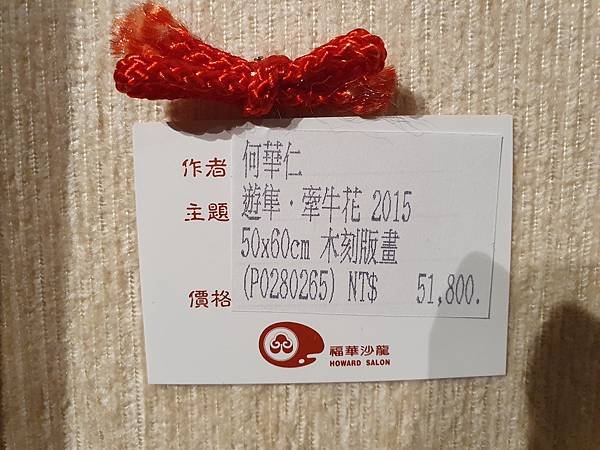 作者 何華仁
主題 遊隼．牽牛花 2015
50x60cm 木刻版畫
(P0280265) NT$ 51,800.
價格
福華沙龍
HOWARD SALON